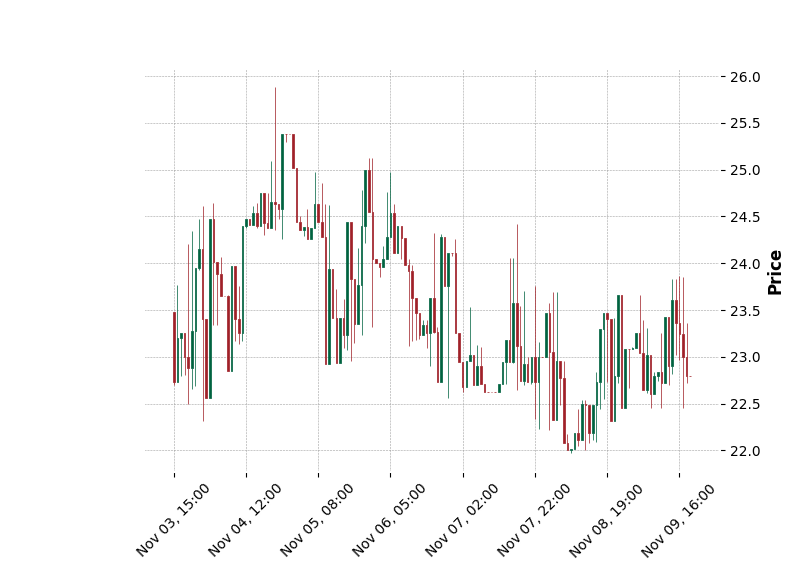 26.0
25.5
25.0
24.5
24.0
23.5
23.0
22.5
22.0
Price
Nov 03, 15:00
Nov 04, 12:00
Nov 05, 08:00
Nov 06, 05:00
Nov 07, 02:00
Nov 07, 22:00
Nov 08, 19:00
Nov 09, 16:00